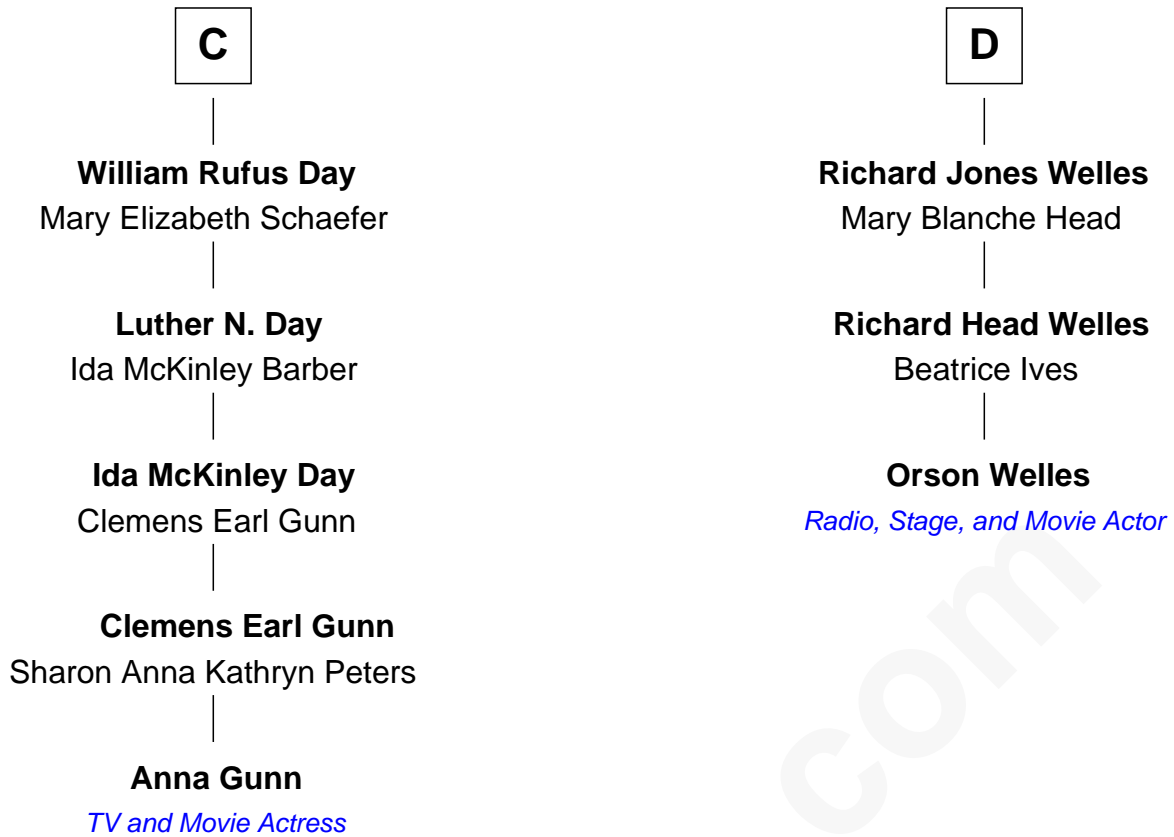 C
William Rufus Day
Mary Elizabeth Schaefer
Luther N. Day
Ida McKinley Barber
Ida McKinley Day
Clemens Earl Gunn
Clemens Earl Gunn
Sharon Anna Kathryn Peters
Anna Gunn
TV and Movie Actress
D
Richard Jones Welles
Mary Blanche Head
Richard Head Welles
Beatrice Ives
Orson Welles
Radio, Stage, and Movie Actor
com